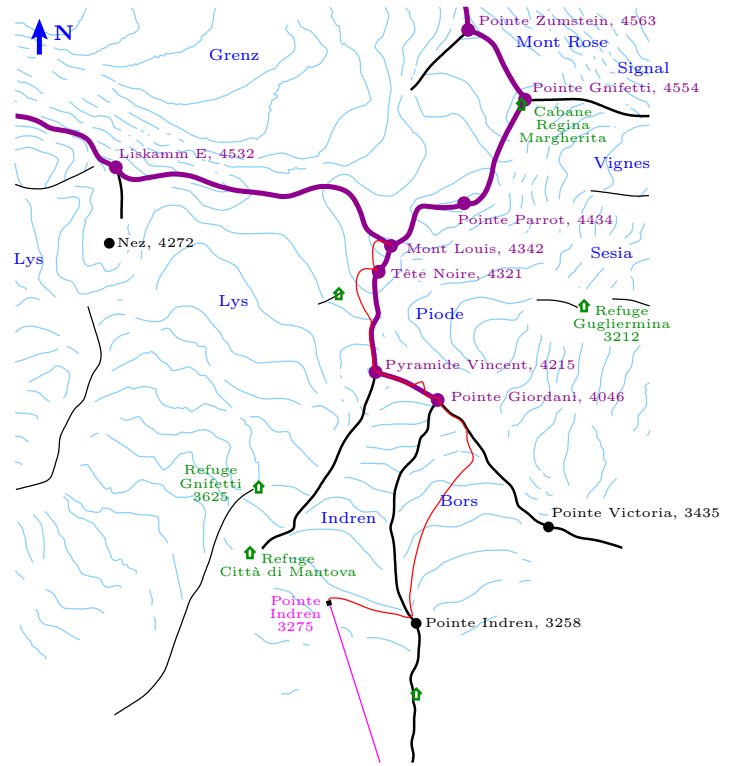 Pointe Zumstein, 4563
N
Mont Rose
Grenz
Signal
Pointe Gnifetti, 4554
Cabane
Regina
Margherita
Liskamm E, 4532
Vignes
Pointe Parrot, 4434
Nez, 4272
Mont Louis, 4342
Sesia
Lys
Tête Noire, 4321
Lys
Piode
Refuge
Gugliermina
3212
Pyramide Vincent, 4215
Pointe Giordani, 4046
Refuge
Gnifetti
3625
Bors
Pointe Victoria, 3435
Indren
Refuge
Città di Mantova
Pointe
Indren
3275
Pointe Indren, 3258